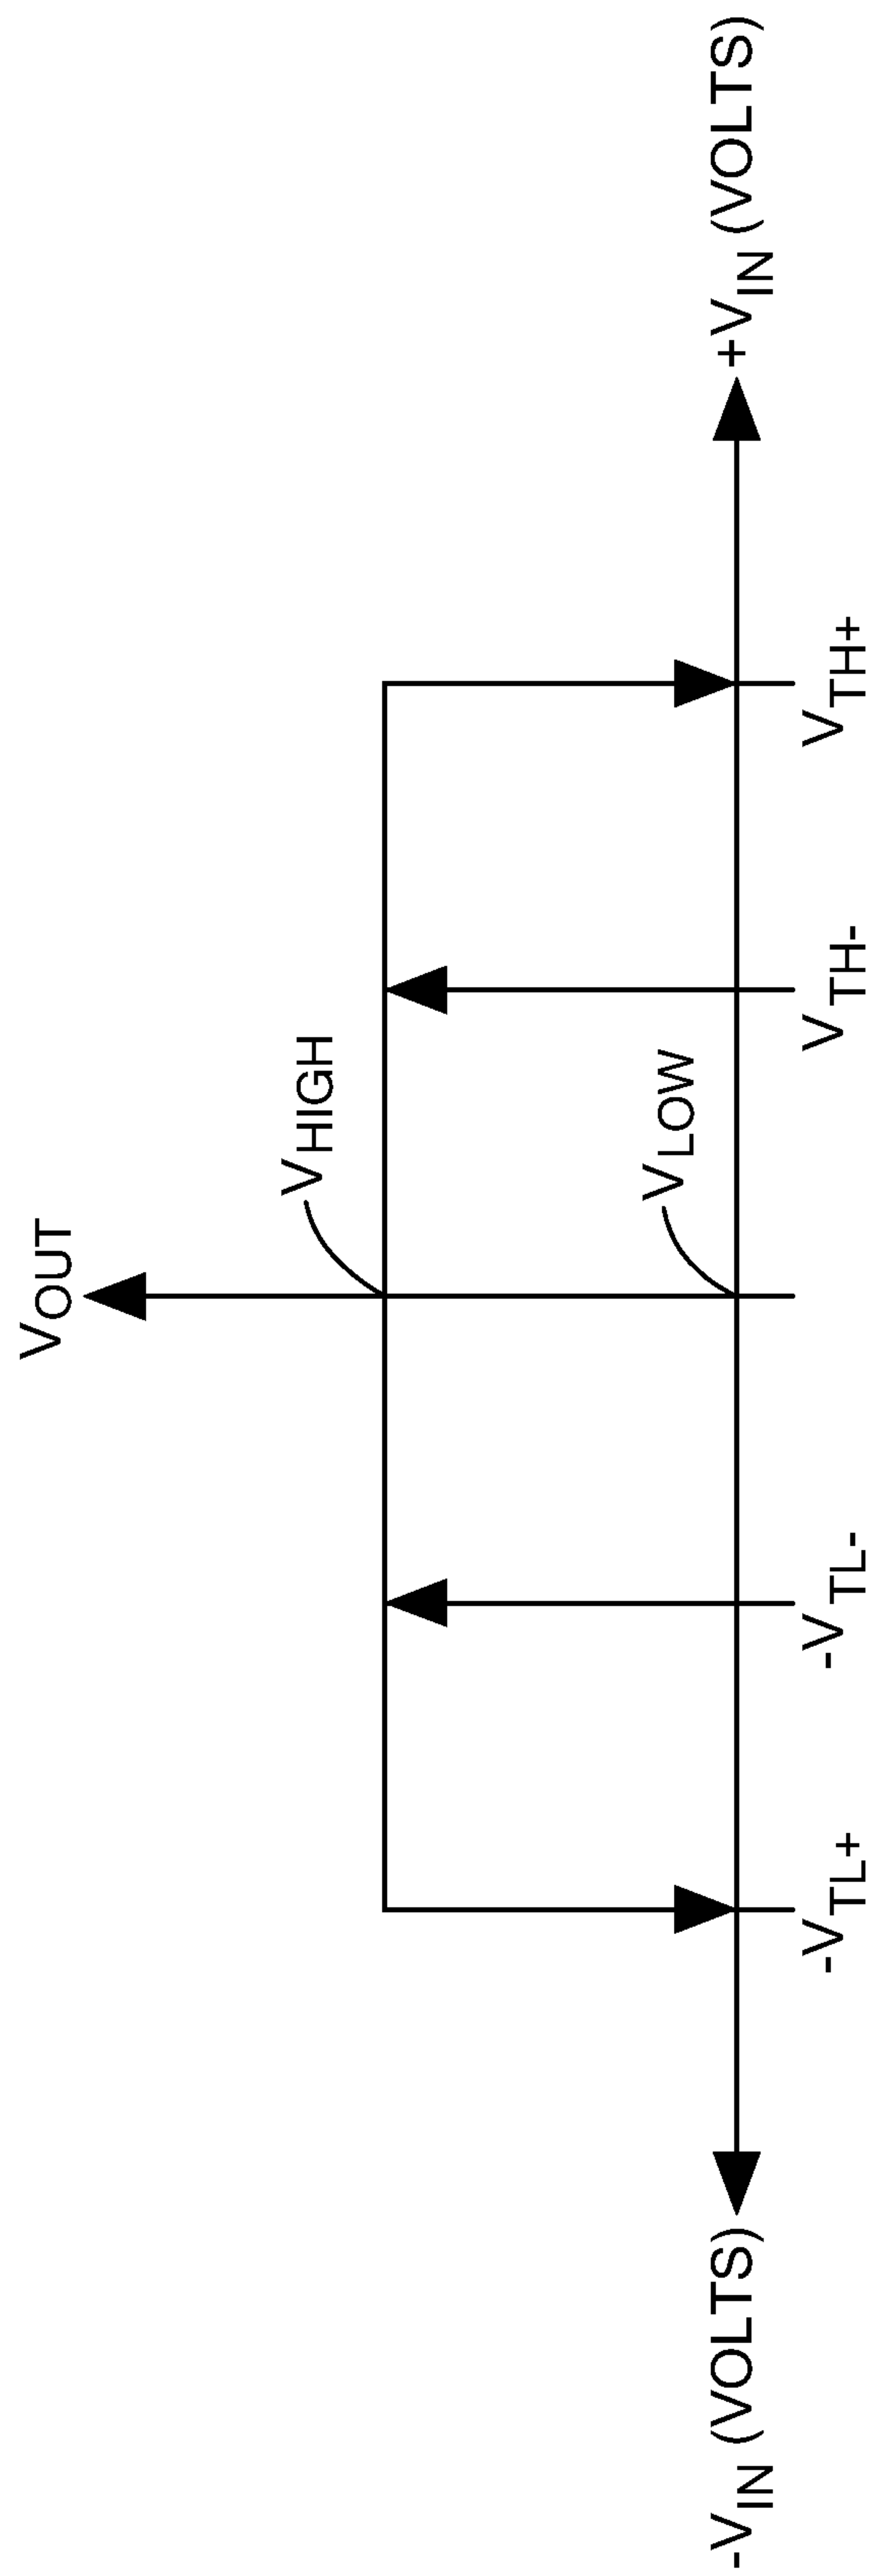 VOUT
VHIGH
VLOW
-VIN (VOLTS)
+VIN (VOLTS)
-VTL+
-VTL-
VTH-
VTH+